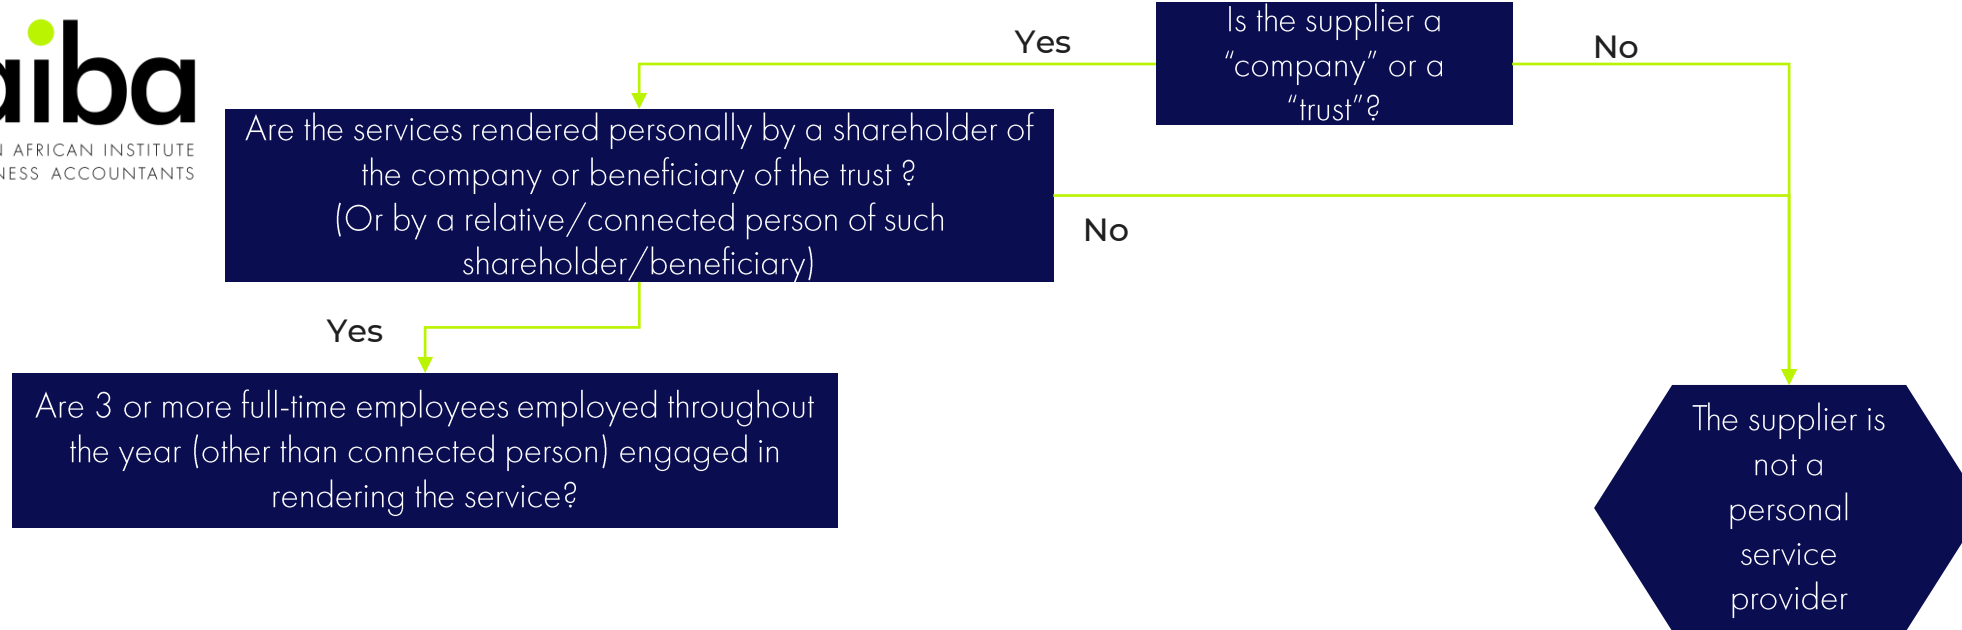 Is the supplier a
“company” or a
“trust”?
Yes
No
aiba
AFRICAN INSTITUTE
ACCOUNTANTS
Are the services rendered personally by a shareholder of
the company or beneficiary of the trust ?
(Or by a relative/connected person of such
shareholder/beneficiary)
No
Yes
Are 3 or more full-time employees employed throughout
the year (other than connected person) engaged in
rendering the service?
The supplier is
not a
personal
service
provider